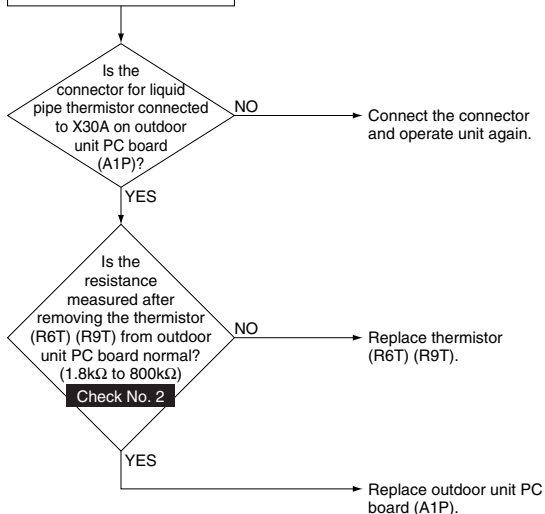 Is the
connector for liquid
pipe thermistor connected
to X30A on outdoor
unit PC board
(A1P)?
NO
Connect the connector
and operate unit again.
YES
Is the
resistance
measured after
removing the thermistor
(R6T) (R9T) from outdoor
unit PC board normal?
(1.8kΩ to 800kΩ)
Check No. 2
NO
Replace thermistor
(R6T) (R9T).
YES
Replace outdoor unit PC
board (A1P).